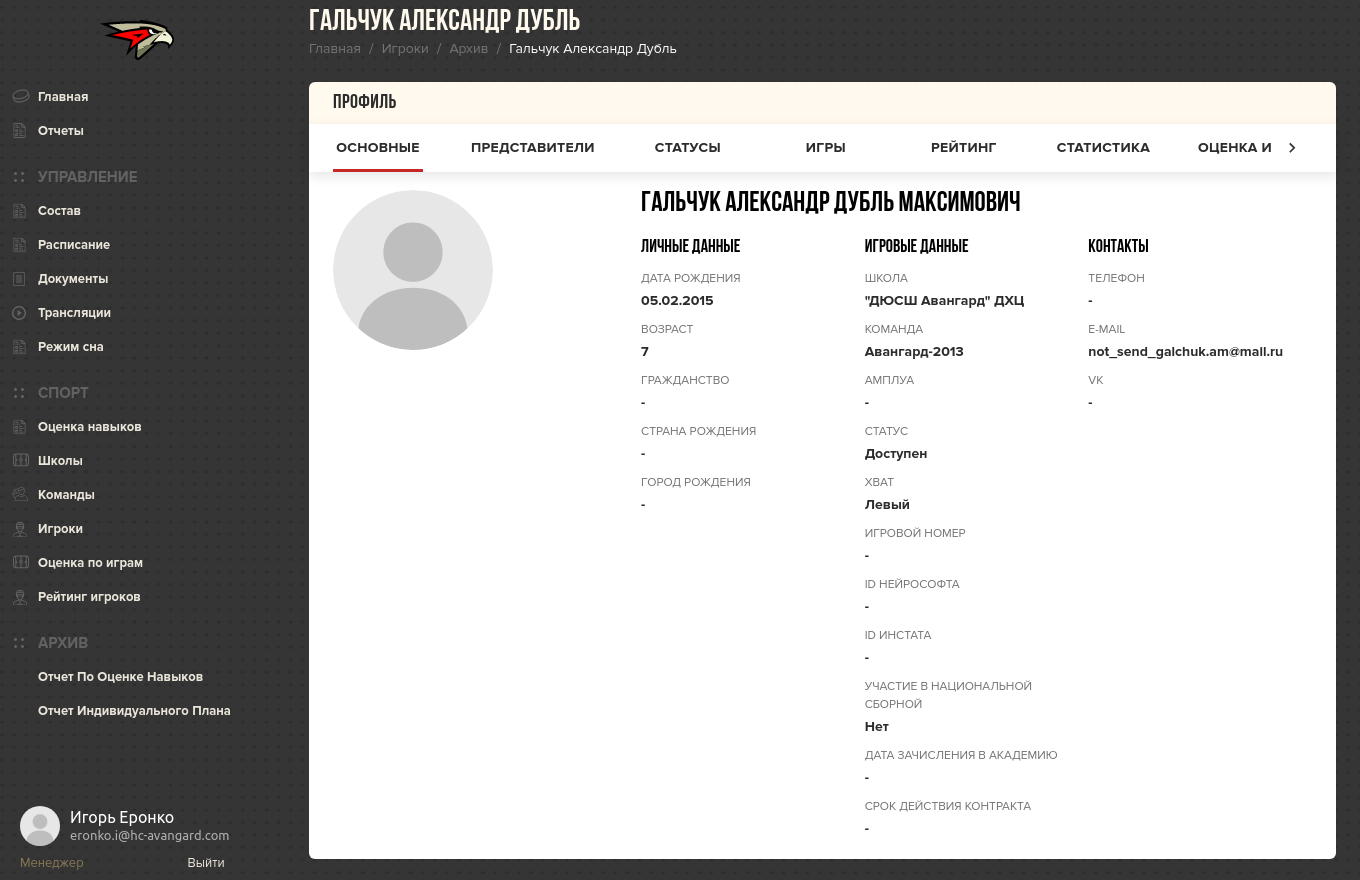 ГАЛЬЧУК АЛЕКСАНДР ДУБЛЬ
Главная / Игроки / Архив / Гальчук Александр Дубль
Главная
Отчеты
УПРАВЛЕНИЕ
Состав
Расписание
Документы
Трансляции
Режим сна
СПОРТ
Оценка навыков
Школы
Команды
Игроки
Оценка по играм
Рейтинг игроков
АРХИВ
Отчет По Оценке Навыков
Отчет Индивидуального Плана
Игорь Еронко
eronko.i@hc-avangard.com
Менеджер Выйти
ПРОФИЛЬ
ОСНОВНЫЕ ПРЕДСТАВИТЕЛИ СТАТУСЫ ИГРЫ РЕЙТИНГ СТАТИСТИКА ОЦЕНКА И
ГАЛЬЧУК АЛЕКСАНДР ДУБЛЬ МАКСИМОВИЧ
ЛИЧНЫЕ ДАННЫЕ
ДАТА РОЖДЕНИЯ
05.02.2015
ВОЗРАСТ
7
ГРАЖДАНСТВО
-
СТРАНА РОЖДЕНИЯ
-
ГОРОД РОЖДЕНИЯ
-
ИГРОВЫЕ ДАННЫЕ
ШКОЛА
"ДЮСШ Авангард" ДХЦ
КОМАНДА
Авангард-2013
АМПЛУА
-
СТАТУС
Доступен
ХВАТ
Левый
ИГРОВОЙ НОМЕР
-
ID НЕЙРОСОФТА
-
ID ИНСТАТА
-
УЧАСТИЕ В НАЦИОНАЛЬНОЙ
СБОРНОЙ
Нет
ДАТА ЗАЧИСЛЕНИЯ В АКАДЕМИЮ
-
СРОК ДЕЙСТВИЯ КОНТРАКТА
-
КОНТАКТЫ
ТЕЛЕФОН
-
E-MAIL
not_send_galchuk.am@mail.ru
VK
-